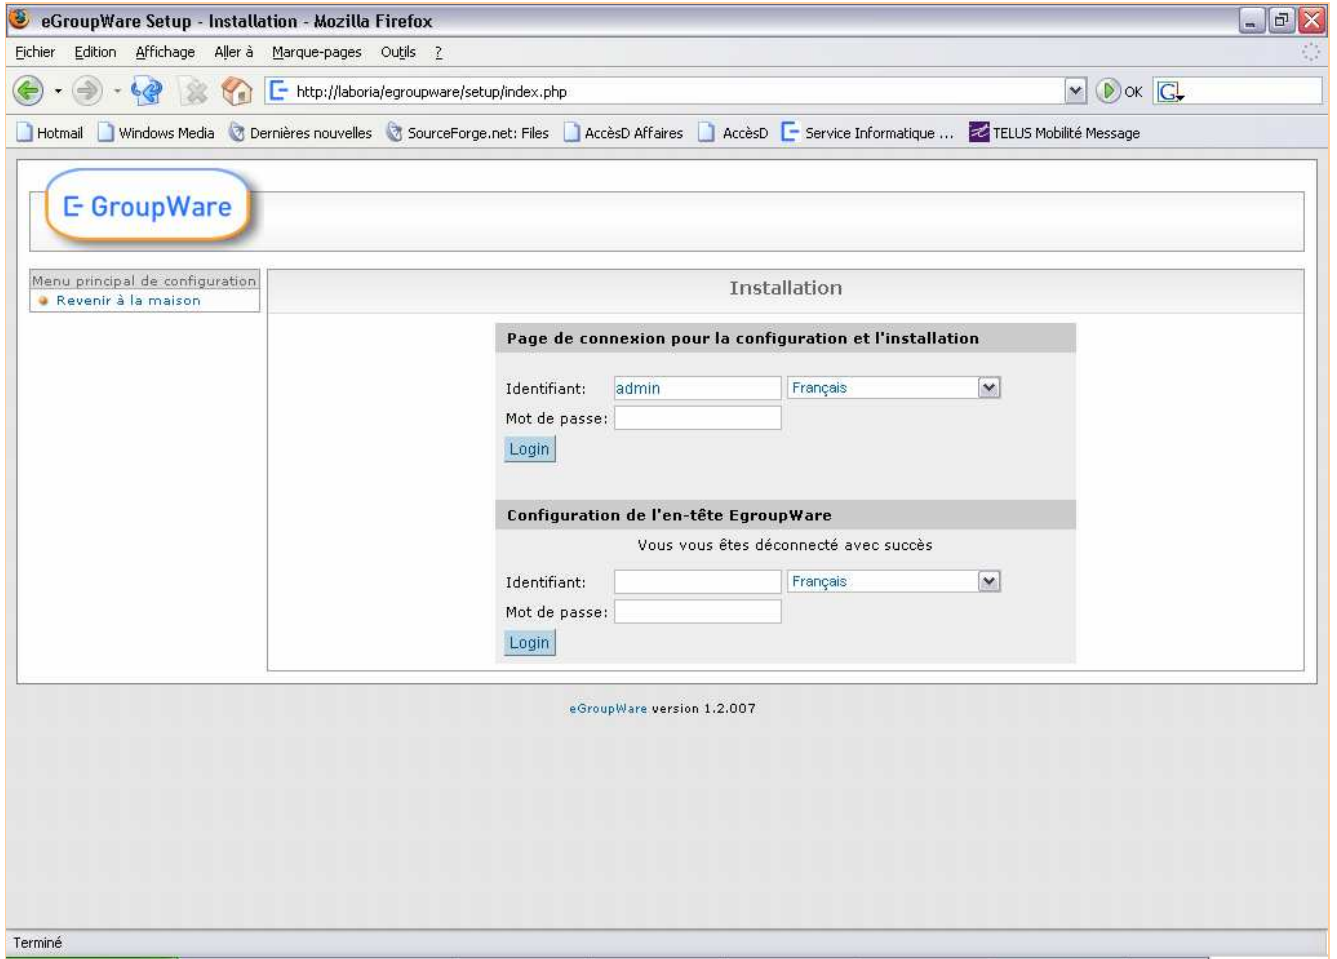 eGroupWare Setup - Installation - Mozilla Firefox
Fichier Edition Affichage Aller à Marque-pages Outils ?
http://laboria/egroupware/setup/index.php OK G
Hotmail Windows Media Dernières nouvelles SourceForge.net: Files AccèsD Affaires AccèsD Service Informatique ... TELUS Mobilité Message
E- GroupWare
Menu principal de configuration
Revenir à la maison
Installation
Page de connexion pour la configuration et l'installation
Identifiant: admin Français
Mot de passe:
Login
Configuration de l'en-tête EgroupWare
Vous vous êtes déconnecté avec succès
Identifiant: Français
Mot de passe:
Login
eGroupWare version 1.2.007
Terminé